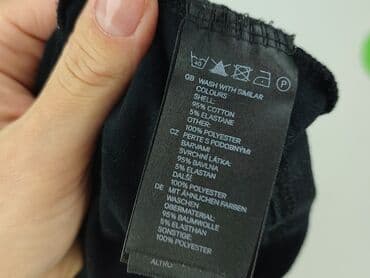 30
P
GB WASH WITH SIMILAR
COLOURS
SHELL:
95% COTTON
5% ELASTANE
OTHER:
100% POLYESTER
CZ PERTE S PODOBNÝMI
BARVAMI
SVRCHNÍ LÁTKA:
95% BAVLNA
5% ELASTAN
DALŠÍ
100% POLYESTER
DE MIT ÄHNLICHEN FARBEN
WASCHEN
OBERMATERIAL:
95% BAUMWOLLE
5% ELASTHAN
SONSTIGE:
100% POLYESTER